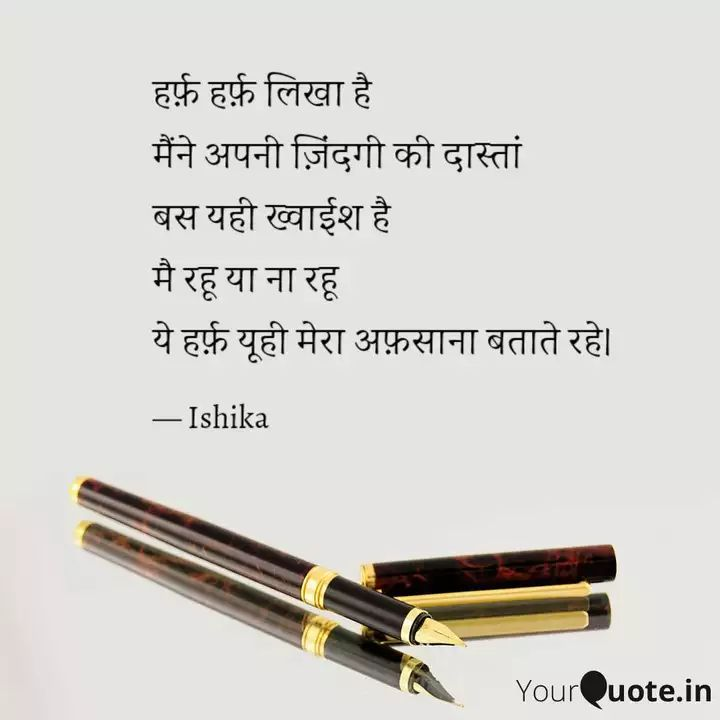 हर्फ़ हर्फ़ लिखा है
मैंने अपनी ज़िंदगी की दास्तां
बस यही ख्वाईश है
मै रहू या ना रहू
ये हर्फ़ यूही मेरा अफ़साना बताते रहे।
— Ishika
YourQuote.in